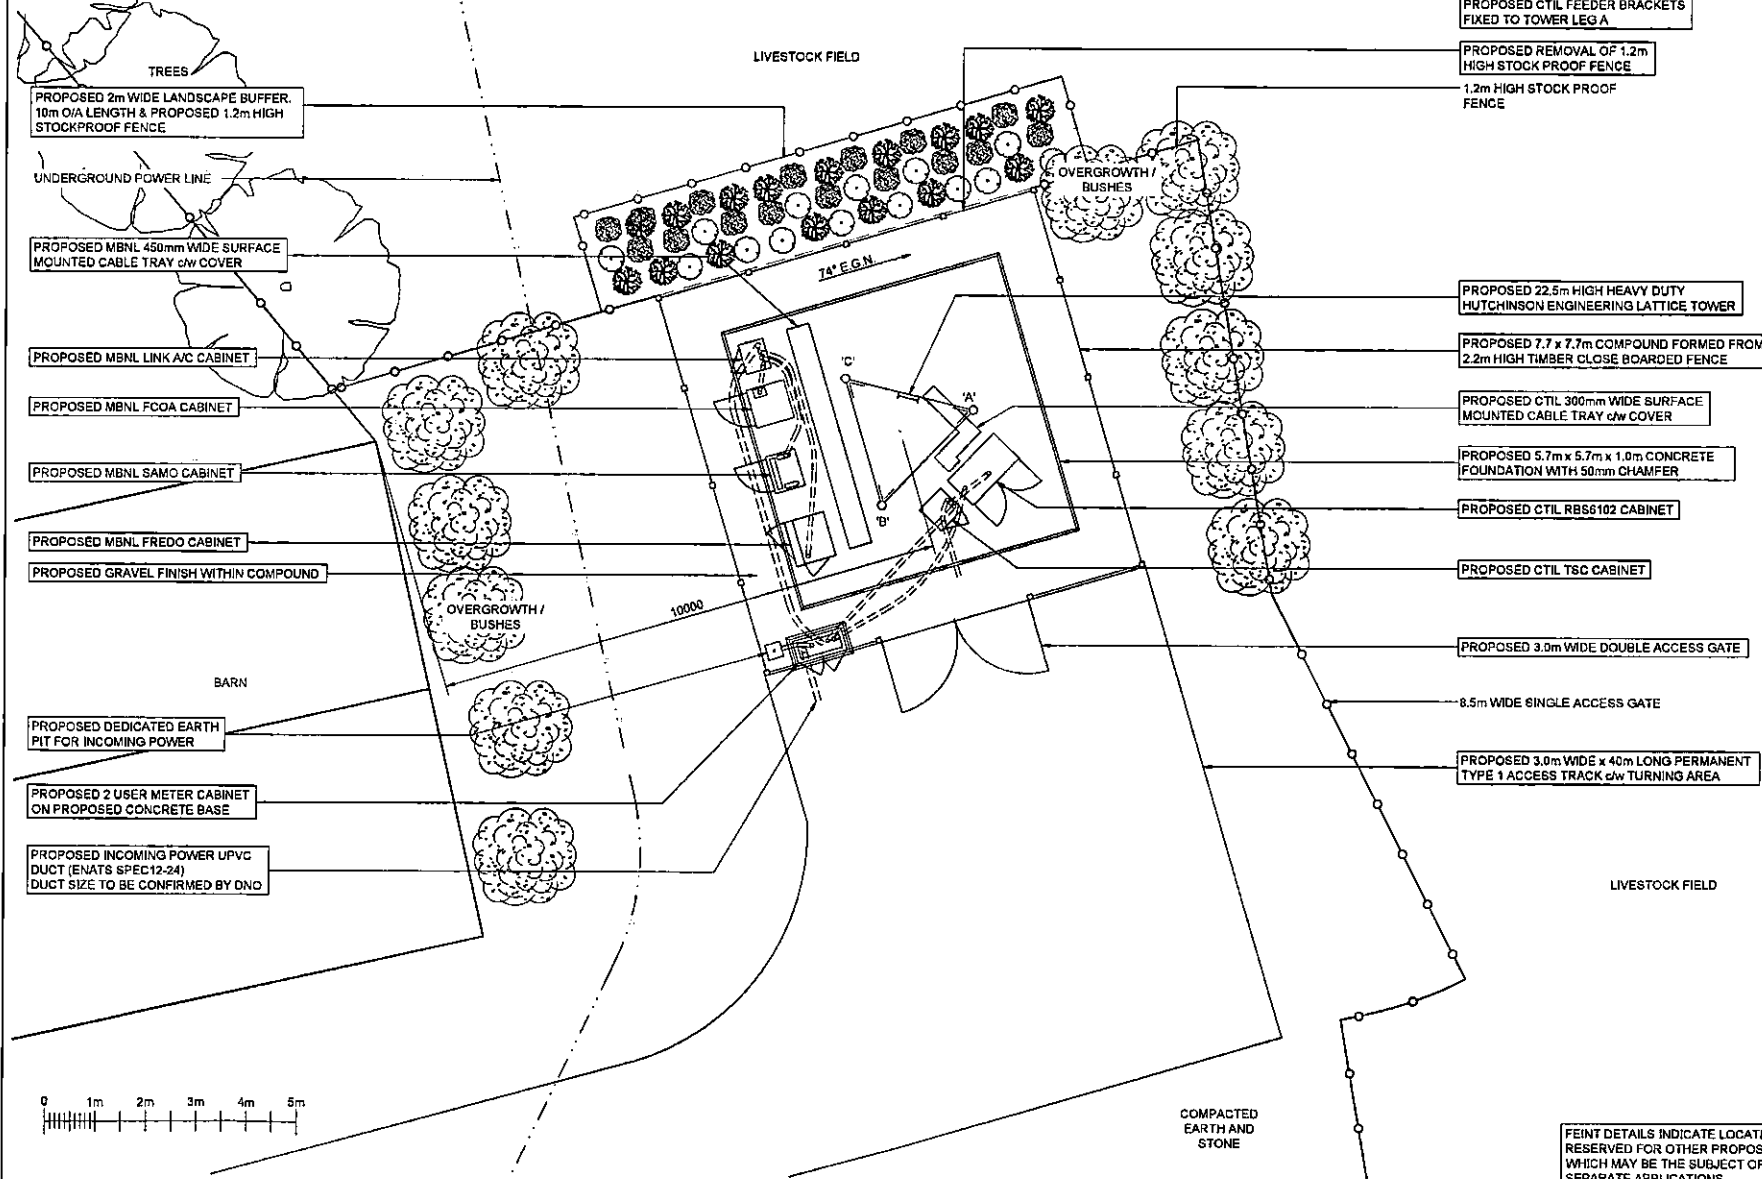 PROPOSED CTIL FEEDER BRACKETS
FIXED TO TOWER LEG A
LIVESTOCK FIELD
PROPOSED REMOVAL OF 1.2m
HIGH STOCK PROOF FENCE
TREES
1.2m HIGH STOCK PROOF
FENCE
PROPOSED 2m WIDE LANDSCAPE BUFFER.
10m O/A LENGTH & PROPOSED 1.2m HIGH
STOCKPROOF FENCE
UNDERGROUND POWER LINE
OVERGROWTH /
BUSHES
PROPOSED MBNL 450mm WIDE SURFACE
MOUNTED CABLE TRAY c/w COVER
74° E.G.N.
PROPOSED 22.5m HIGH HEAVY DUTY
HUTCHINSON ENGINEERING LATTICE TOWER
PROPOSED MBNL LINK A/C CABINET
PROPOSED 7.7 x 7.7m COMPOUND FORMED FROM
2.2m HIGH TIMBER CLOSE BOARDED FENCE
'C'
'A'
PROPOSED MBNL FCOA CABINET
PROPOSED CTIL 300mm WIDE SURFACE
MOUNTED CABLE TRAY c/w COVER
PROPOSED MBNL SAMO CABINET
PROPOSED 5.7m x 5.7m x 1.0m CONCRETE
FOUNDATION WITH 50mm CHAMFER
'B'
PROPOSED CTIL RBS6102 CABINET
PROPOSED MBNL FREDO CABINET
PROPOSED GRAVEL FINISH WITHIN COMPOUND
PROPOSED CTIL TSC CABINET
OVERGROWTH /
BUSHES
10000
PROPOSED 3.0m WIDE DOUBLE ACCESS GATE
BARN
8.5m WIDE SINGLE ACCESS GATE
PROPOSED DEDICATED EARTH
PIT FOR INCOMING POWER
PROPOSED 3.0m WIDE x 40m LONG PERMANENT
TYPE 1 ACCESS TRACK c/w TURNING AREA
PROPOSED 2 USER METER CABINET
ON PROPOSED CONCRETE BASE
PROPOSED INCOMING POWER UPVC
DUCT (ENATS SPEC12-24)
DUCT SIZE TO BE CONFIRMED BY DNO
LIVESTOCK FIELD
0 1m 2m 3m 4m 5m
COMPACTED
EARTH AND
STONE
FEINT DETAILS INDICATE LOCATI
RESERVED FOR OTHER PROPOS
WHICH MAY BE THE SUBJECT OF
SEPARATE APPLICATIONS